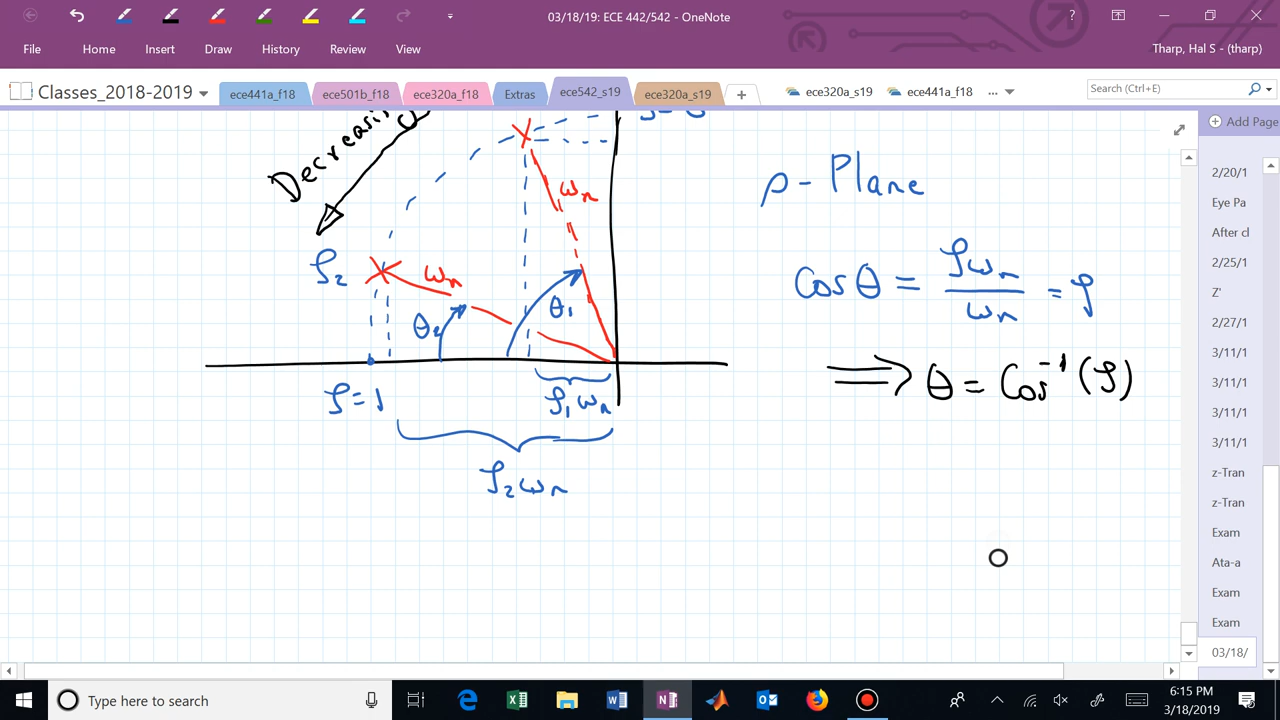 03/18/19: ECE 442/542 - OneNote
File Home Insert Draw History Review View
Tharp, Hal S - (tharp)
Classes_2018-2019
ece441a_f18 ece501b_f18 ece320a_f18 Extras ece542_s19 ece320a_s19 + ece320a_s19 ece441a_f18 ...
Search (Ctrl+E)
Add Page
2/20/1
Eye Pa
After cl
2/25/1
Z'
2/27/1
3/11/1
3/11/1
3/11/1
3/11/1
z-Tran
z-Tran
Exam
Ata-a
Exam
Exam
03/18/
Decreasi
ωn
ζ2
ωn
θ2
θ1
ζ=1
ζ1ωn
ζ2ωn
- Plane
Cosθ = ζωn/ωn = ζ
⟹ θ = Cos⁻¹(ζ)
Type here to search
6:15 PM
3/18/2019